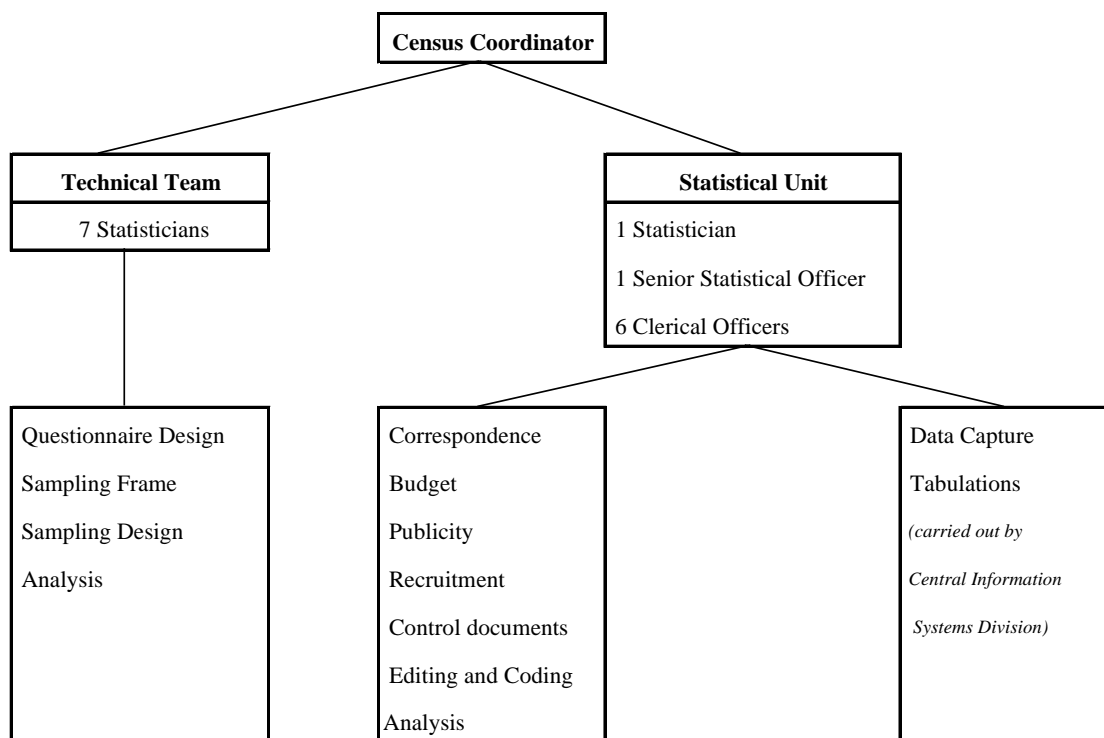 Census Coordinator
Technical Team
7 Statisticians
Statistical Unit
1 Statistician
1 Senior Statistical Officer
6 Clerical Officers
Questionnaire Design
Sampling Frame
Sampling Design
Analysis
Correspondence
Budget
Publicity
Recruitment
Control documents
Editing and Coding
Analysis
Data Capture
Tabulations
(carried out by
Central Information
Systems Division)